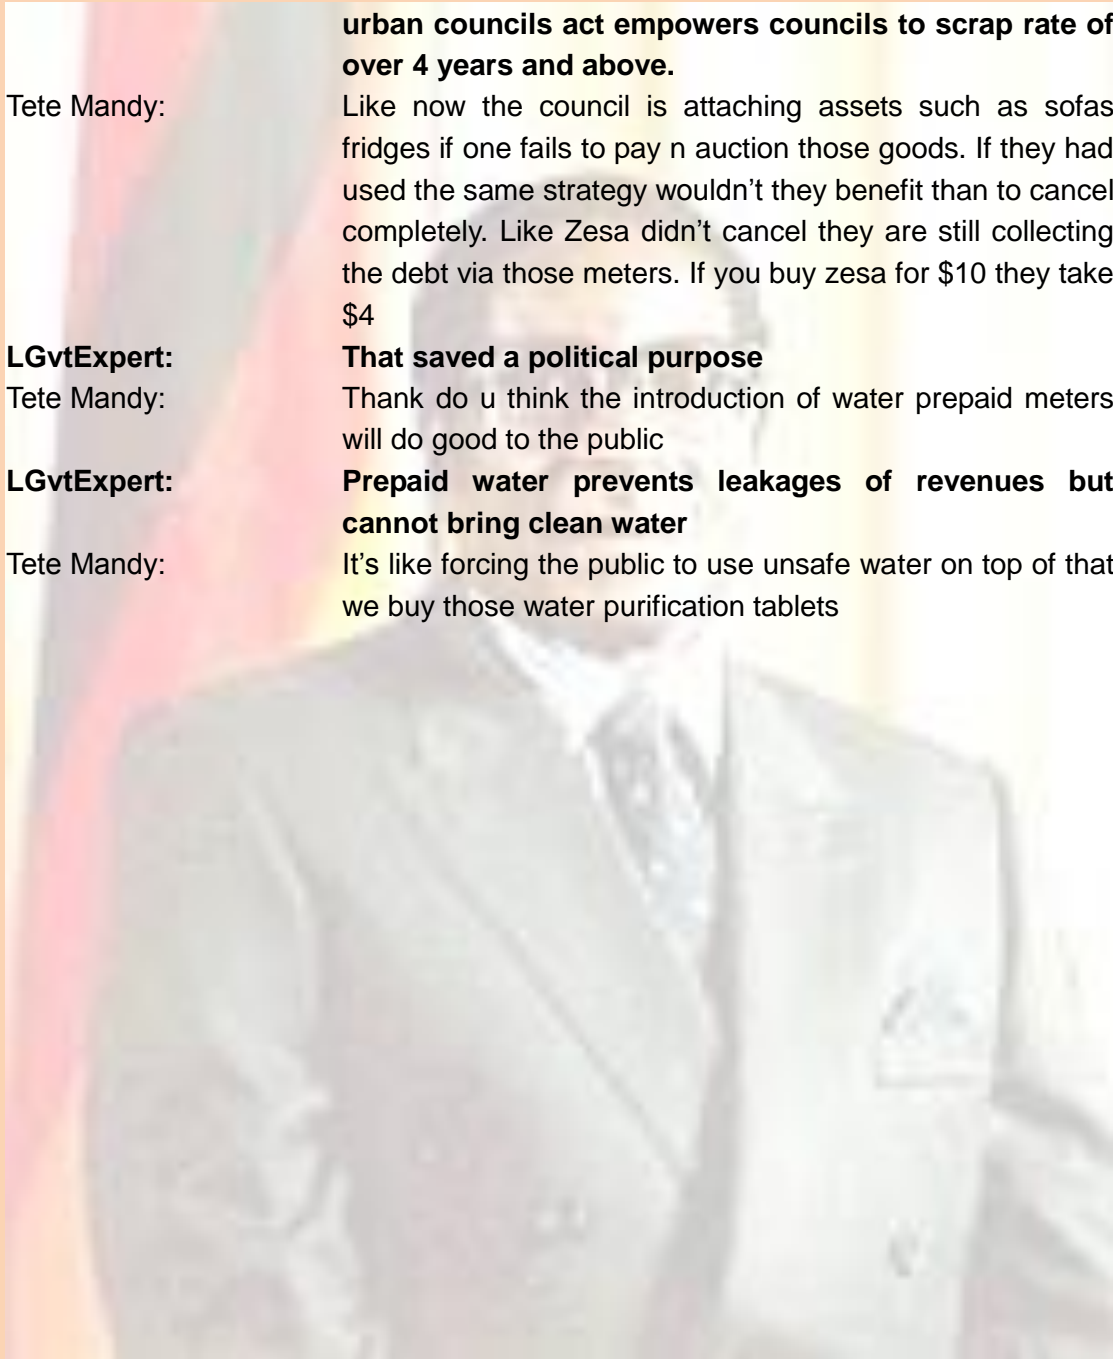 urban councils act empowers councils to scrap rate of
over 4 years and above.
Tete Mandy: Like now the council is attaching assets such as sofas
fridges if one fails to pay n auction those goods. If they had
used the same strategy wouldn’t they benefit than to cancel
completely. Like Zesa didn’t cancel they are still collecting
the debt via those meters. If you buy zesa for $10 they take
$4
LGvtExpert: That saved a political purpose
Tete Mandy: Thank do u think the introduction of water prepaid meters
will do good to the public
LGvtExpert: Prepaid water prevents leakages of revenues but
cannot bring clean water
Tete Mandy: It’s like forcing the public to use unsafe water on top of that
we buy those water purification tablets